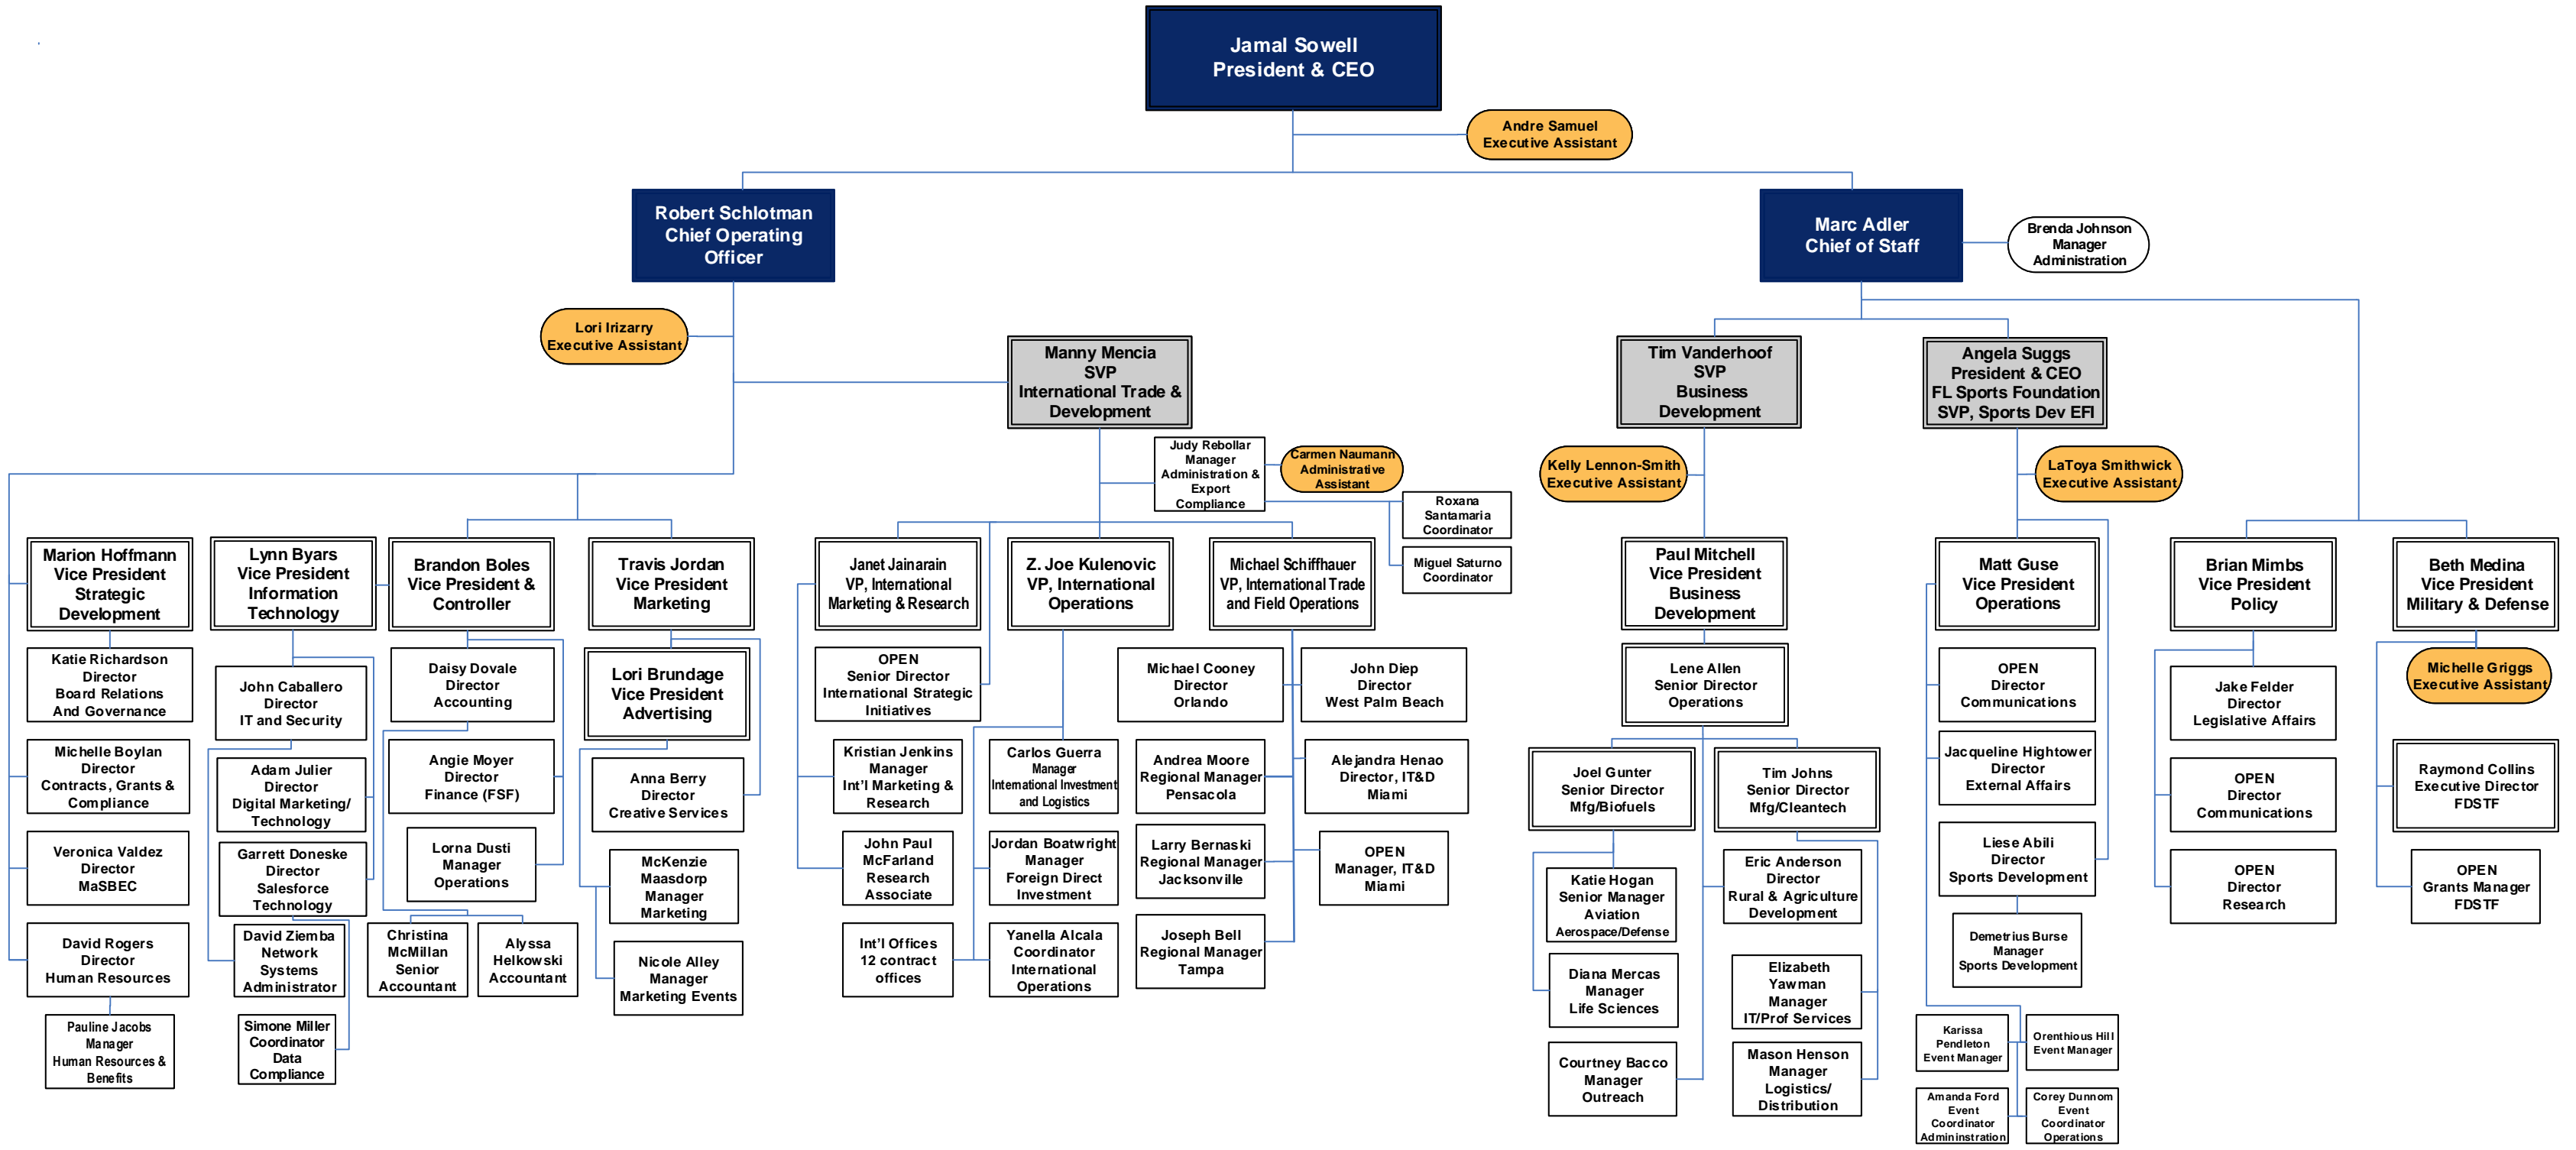 Jamal Sowell
President & CEO
Andre Samuel
Executive Assistant
Robert Schlotman
Chief Operating
Officer
Marc Adler
Chief of Staff
Brenda Johnson
Manager
Administration
Lori Irizarry
Executive Assistant
Manny Mencia
SVP
International Trade &
Development
Tim Vanderhoof
SVP
Business
Development
Angela Suggs
President & CEO
FL Sports Foundation
SVP, Sports Dev EFI
Judy Rebollar
Manager
Administration &
Export
Compliance
Carmen Naumann
Administrative
Assistant
Roxana
Santamaria
Coordinator
Miguel Saturno
Coordinator
Kelly Lennon-Smith
Executive Assistant
LaToya Smithwick
Executive Assistant
Marion Hoffmann
Vice President
Strategic
Development
Lynn Byars
Vice President
Information
Technology
Brandon Boles
Vice President &
Controller
Travis Jordan
Vice President
Marketing
Janet Jainarain
VP, International
Marketing & Research
Z. Joe Kulenovic
VP, International
Operations
Michael Schiffhauer
VP, International Trade
and Field Operations
Paul Mitchell
Vice President
Business
Development
Matt Guse
Vice President
Operations
Brian Mimbs
Vice President
Policy
Beth Medina
Vice President
Military & Defense
Katie Richardson
Director
Board Relations
And Governance
John Caballero
Director
IT and Security
Daisy Dovale
Director
Accounting
Lori Brundage
Vice President
Advertising
OPEN
Senior Director
International Strategic
Initiatives
Michael Cooney
Director
Orlando
John Diep
Director
West Palm Beach
Lene Allen
Senior Director
Operations
OPEN
Director
Communications
Jake Felder
Director
Legislative Affairs
Michelle Griggs
Executive Assistant
Michelle Boylan
Director
Contracts, Grants &
Compliance
Adam Julier
Director
Digital Marketing/
Technology
Angie Moyer
Director
Finance (FSF)
Anna Berry
Director
Creative Services
Kristian Jenkins
Manager
Int'l Marketing &
Research
Carlos Guerra
Manager
International Investment
and Logistics
Andrea Moore
Regional Manager
Pensacola
Alejandra Henao
Director, IT&D
Miami
Joel Gunter
Senior Director
Mfg/Biofuels
Tim Johns
Senior Director
Mfg/Cleantech
Jacqueline Hightower
Director
External Affairs
OPEN
Director
Communications
Raymond Collins
Executive Director
FDSTF
Veronica Valdez
Director
MaSBEC
Garrett Doneske
Director
Salesforce
Technology
Lorna Dusti
Manager
Operations
McKenzie
Maasdorp
Manager
Marketing
John Paul
McFarland
Research
Associate
Jordan Boatwright
Manager
Foreign Direct
Investment
Larry Bernaski
Regional Manager
Jacksonville
OPEN
Manager, IT&D
Miami
Katie Hogan
Senior Manager
Aviation
Aerospace/Defense
Eric Anderson
Director
Rural & Agriculture
Development
Liese Abili
Director
Sports Development
OPEN
Director
Research
OPEN
Grants Manager
FDSTF
David Rogers
Director
Human Resources
David Ziemba
Network
Systems
Administrator
Christina
McMillan
Senior
Accountant
Alyssa
Helkowski
Accountant
Nicole Alley
Manager
Marketing Events
Int'l Offices
12 contract
offices
Yanella Alcala
Coordinator
International
Operations
Joseph Bell
Regional Manager
Tampa
Diana Mercas
Manager
Life Sciences
Elizabeth
Yawman
Manager
IT/Prof Services
Demetrius Burse
Manager
Sports Development
Pauline Jacobs
Manager
Human Resources &
Benefits
Simone Miller
Coordinator
Data
Compliance
Courtney Bacco
Manager
Outreach
Mason Henson
Manager
Logistics/
Distribution
Karissa
Pendleton
Event Manager
Orenthious Hill
Event Manager
Amanda Ford
Event
Coordinator
Admininstration
Corey Dunnom
Event
Coordinator
Operations